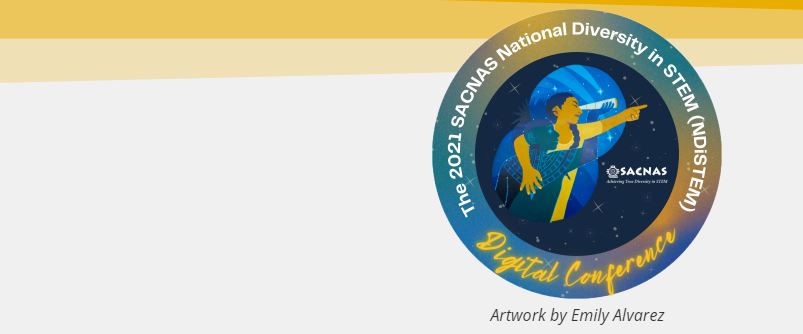 The 2021 SACNAS National Diversity in STEM (NDiSTEM)
SACNAS
Achieving True Diversity in STEM
Digital Conference
Artwork by Emily Alvarez